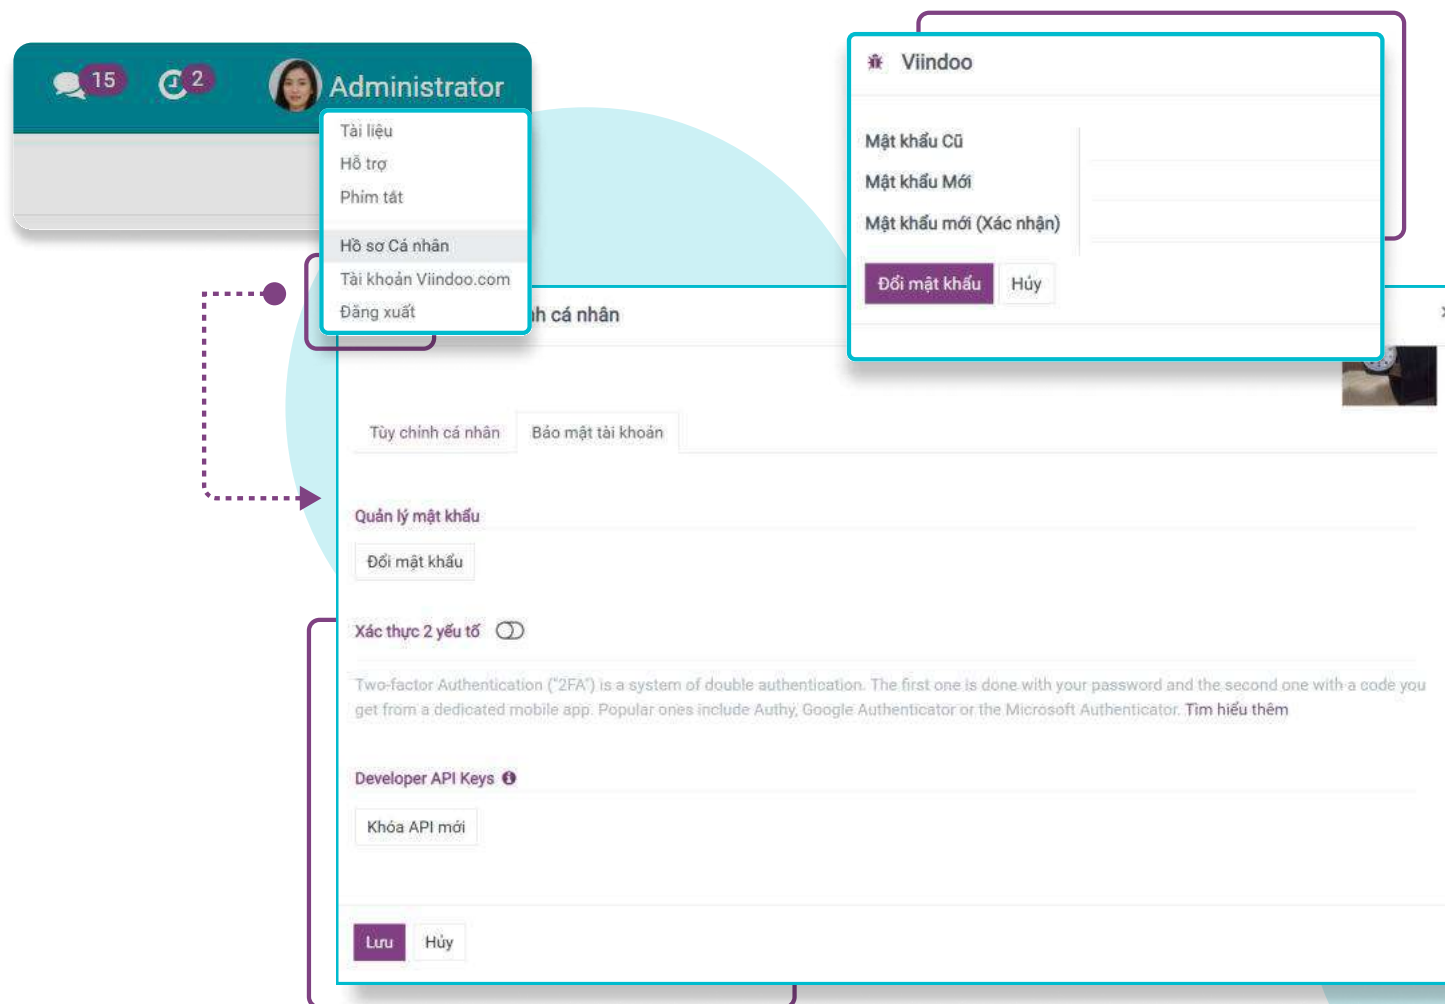 15
2
Administrator
Tài liệu
Hỗ trợ
Phím tắt
Hồ sơ Cá nhân
Tài khoản Viindoo.com
Đăng xuất
Viindoo
Mật khẩu Cũ
Mật khẩu Mới
Mật khẩu mới (Xác nhận)
Đổi mật khẩu
Hủy
nh cá nhân
Tùy chỉnh cá nhân
Bảo mật tài khoản
Quản lý mật khẩu
Đổi mật khẩu
Xác thực 2 yếu tố
Two-factor Authentication ("2FA") is a system of double authentication. The first one is done with your password and the second one with a code you
get from a dedicated mobile app. Popular ones include Authy, Google Authenticator or the Microsoft Authenticator. Tìm hiểu thêm
Developer API Keys
Khóa API mới
Lưu
Hủy